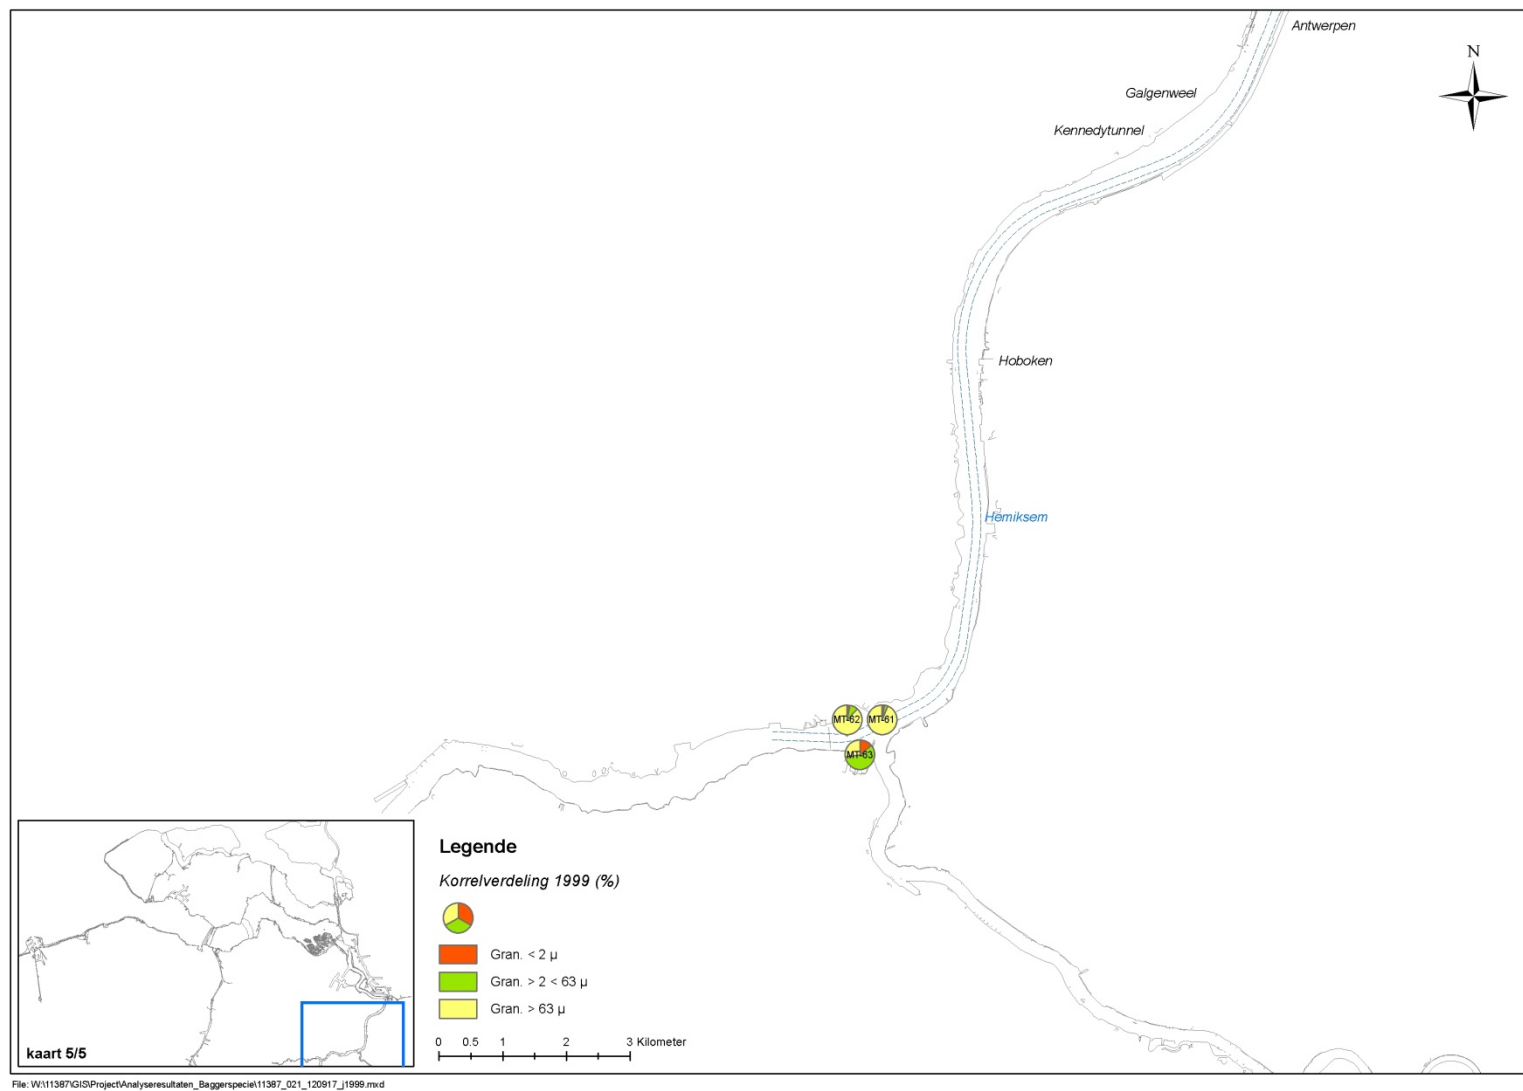 Antwerpen
N
Galgenweel
Kennedytunnel
Hoboken
Hemiksem
MT-62
MT-61
MT-63
Legende
Korrelverdeling 1999 (%)
Gran. < 2 µ
Gran. > 2 < 63 µ
Gran. > 63 µ
0 0.5 1 2 3 Kilometer
kaart 5/5
File: W:\11387\GIS\Project\Analyseresultaten_Baggerspecie\11387_021_120917_j1999.mxd